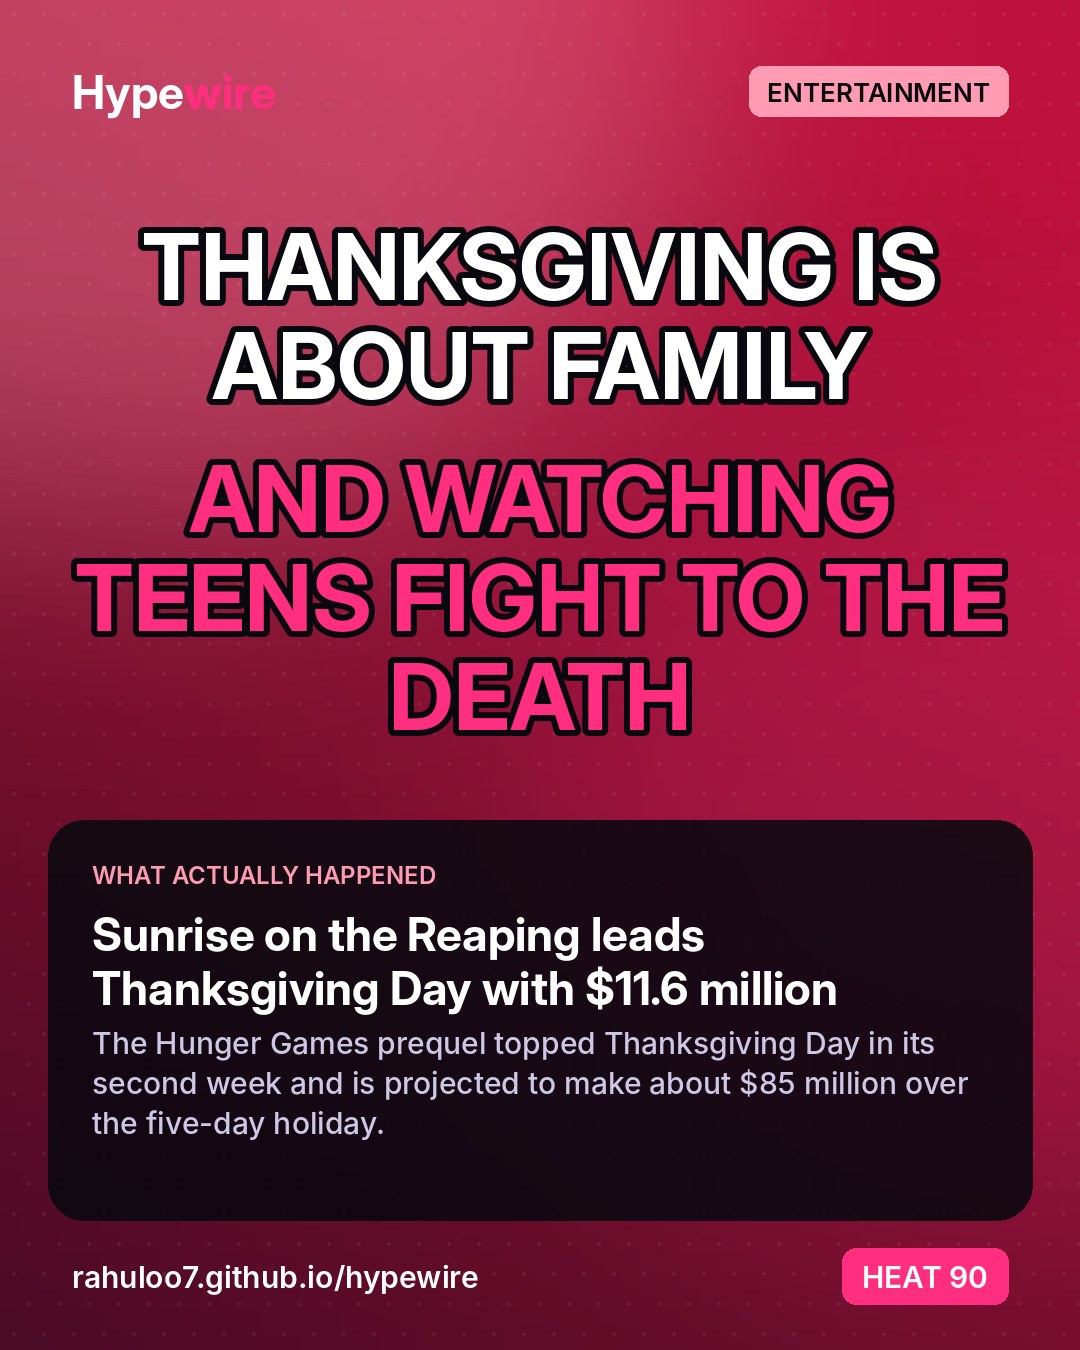 Hypewire
ENTERTAINMENT
THANKSGIVING IS
ABOUT FAMILY
AND WATCHING
TEENS FIGHT TO THE
DEATH
WHAT ACTUALLY HAPPENED
Sunrise on the Reaping leads
Thanksgiving Day with $11.6 million
The Hunger Games prequel topped Thanksgiving Day in its
second week and is projected to make about $85 million over
the five-day holiday.
rahuloo7.github.io/hypewire
HEAT 90